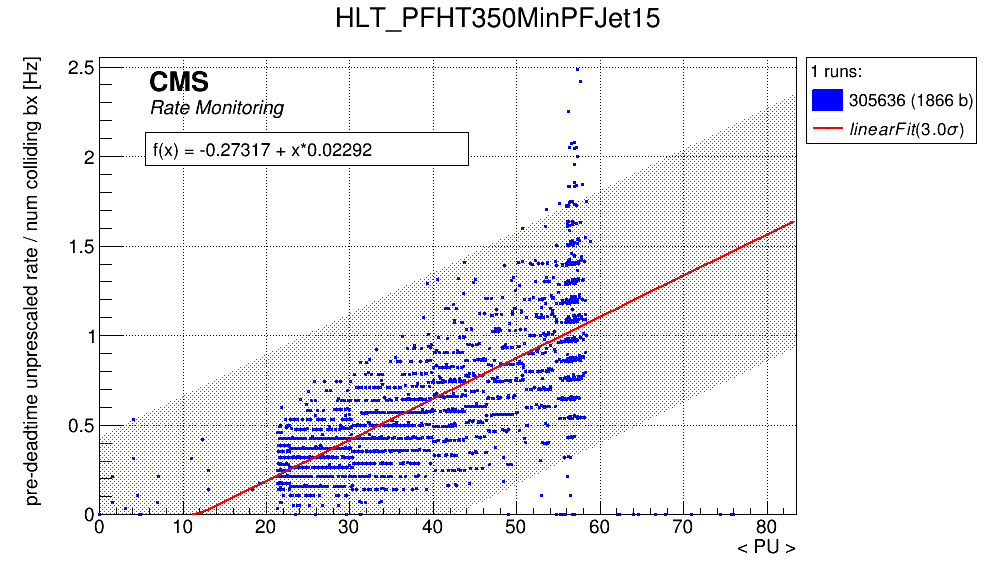 HLT_PFHT350MinPFJet15
pre-deadtime unprescaled rate / num colliding bx [Hz]
CMS
Rate Monitoring
f(x) = -0.27317 + x*0.02292
1 runs:
305636 (1866 b)
linearFit(3.0σ)
2.5
2
1.5
1
0.5
0
0 10 20 30 40 50 60 70 80
< PU >